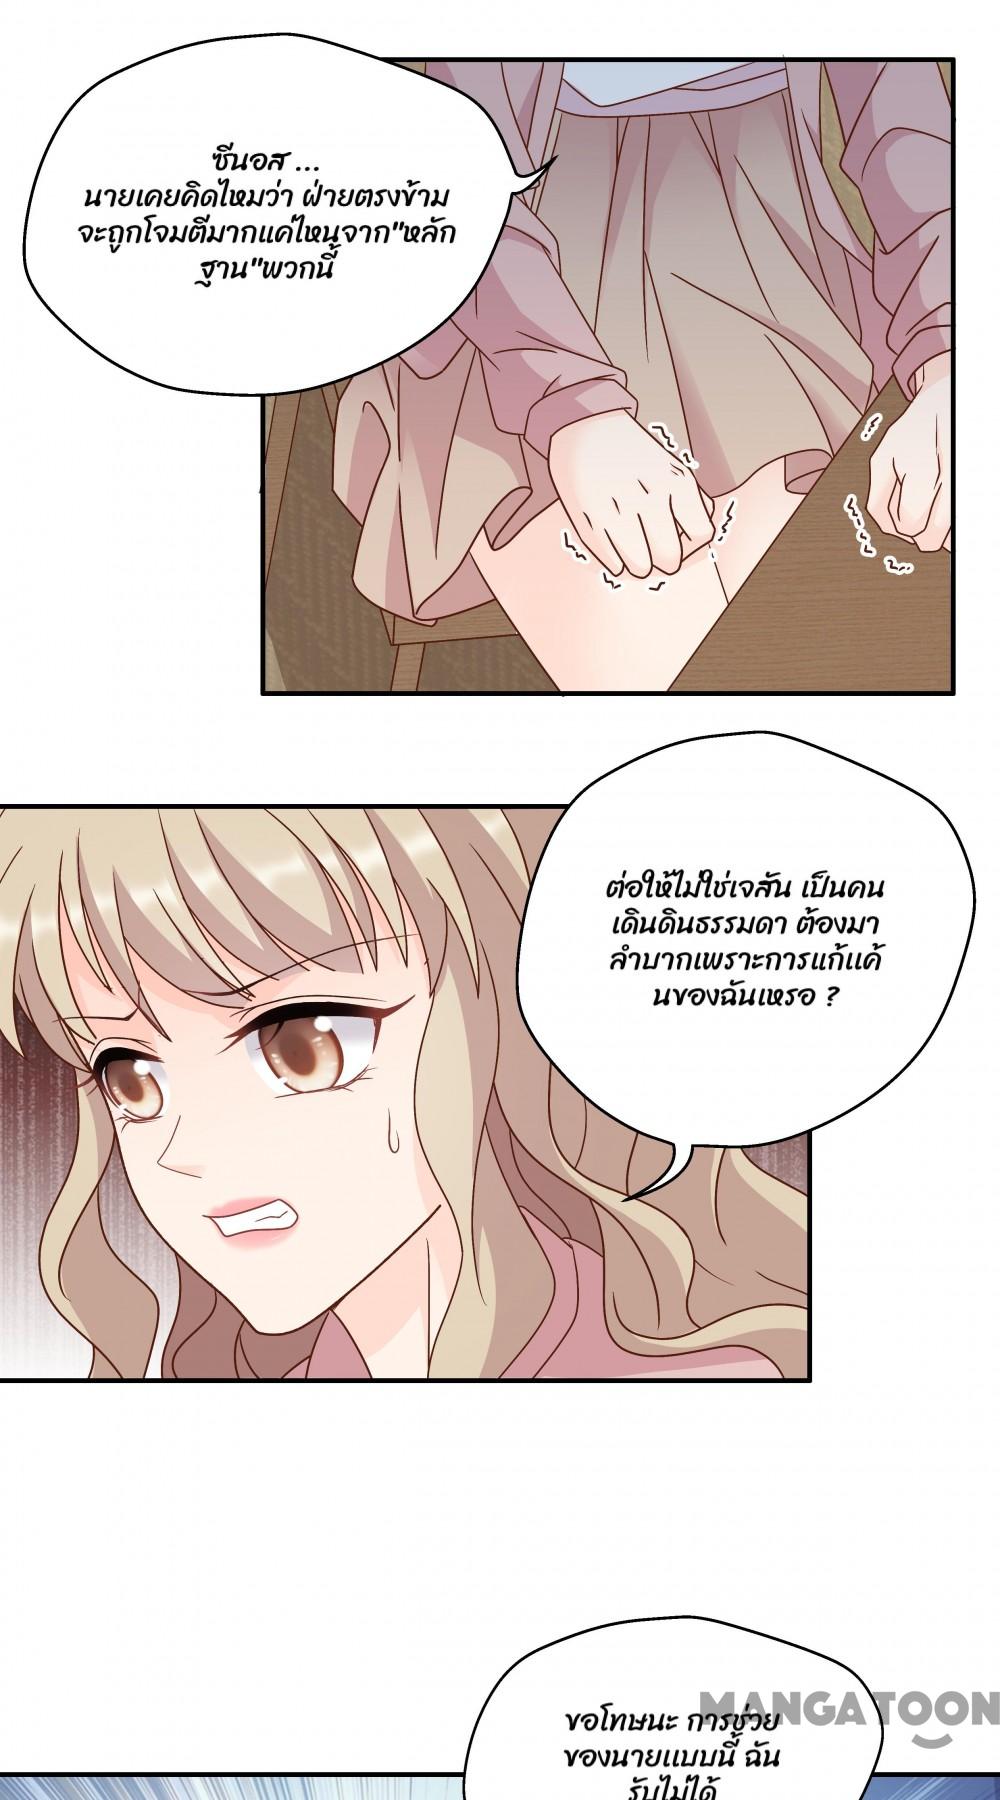 ซีนอส ...
นายเคยคิดไหมว่า ฝ่ายตรงข้าม
จะถูกโจมตีมากแค่ไหนจาก"หลัก
ฐาน"พวกนี้
ต่อให้ไม่ใช่เจสัน เป็นคน
เดินดินธรรมดา ต้องมา
ลำบากเพราะการแก้แค้
นของฉันเหรอ ?
MANGATOON
ขอโทษนะ การช่วย
ของนายแบบนี้ ฉัน
รับไม่ได้